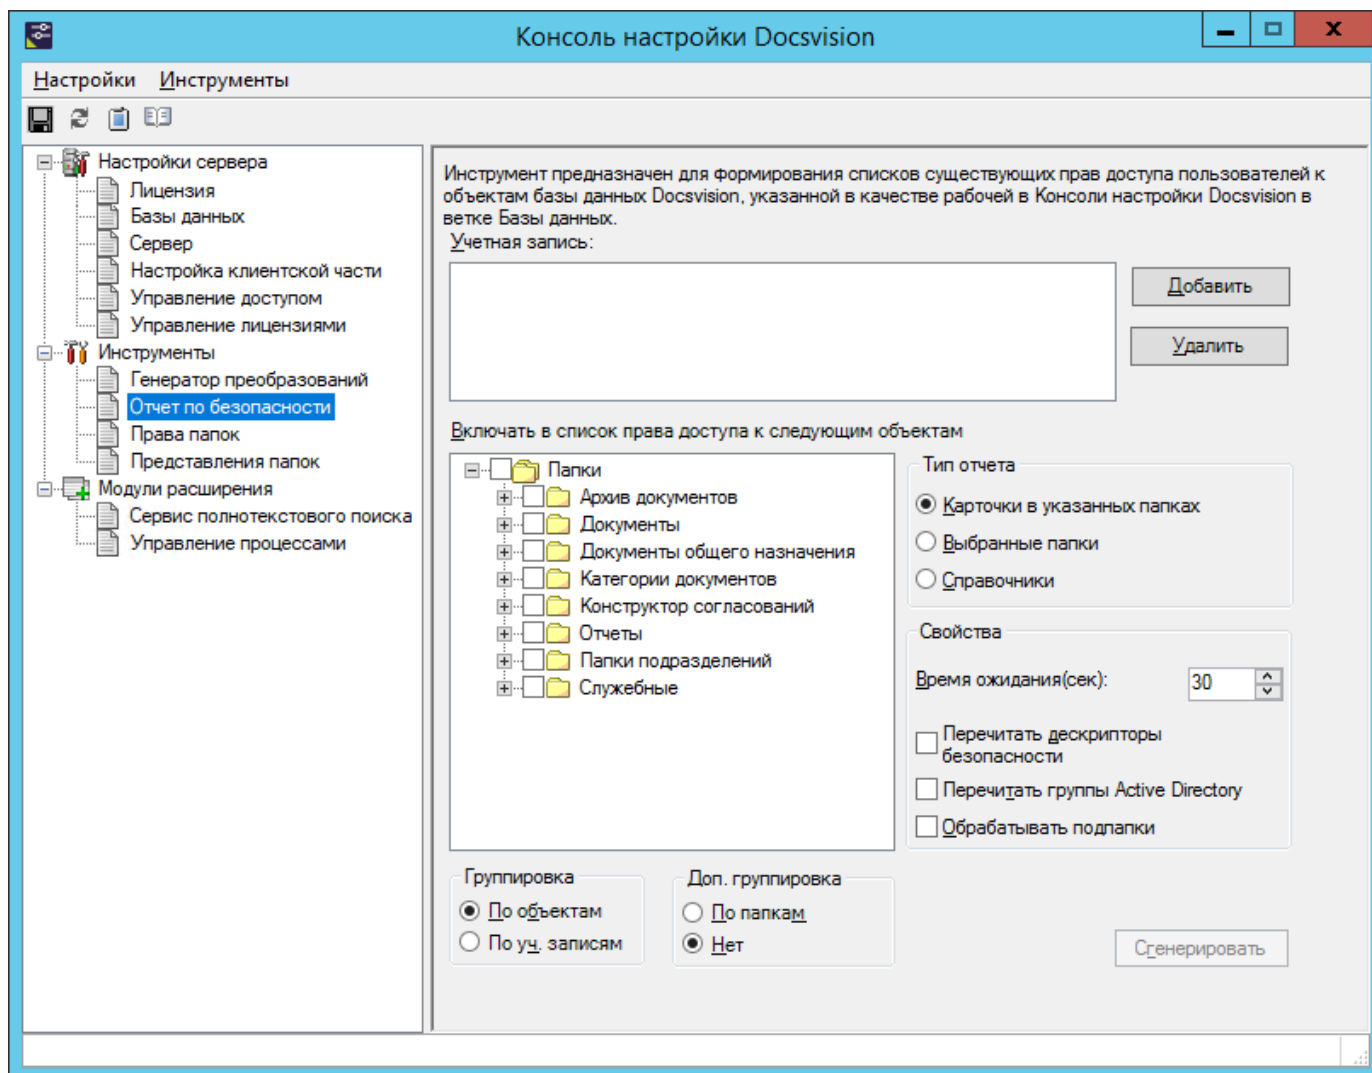 Консоль настройки Docsvision
Настройки Инструменты
Настройки сервера
Лицензия
Базы данных
Сервер
Настройка клиентской части
Управление доступом
Управление лицензиями
Инструменты
Генератор преобразований
Отчет по безопасности
Права папок
Представления папок
Модули расширения
Сервис полнотекстового поиска
Управление процессами
Инструмент предназначен для формирования списков существующих прав доступа пользователей к
объектам базы данных Docsvision, указанной в качестве рабочей в Консоли настройки Docsvision в
ветке Базы данных.
Учетная запись:
Добавить
Удалить
Включать в список права доступа к следующим объектам
Папки
Архив документов
Документы
Документы общего назначения
Категории документов
Конструктор согласований
Отчеты
Папки подразделений
Служебные
Тип отчета
Карточки в указанных папках
Выбранные папки
Справочники
Свойства
Время ожидания(сек): 30
Перечитать дескрипторы
безопасности
Перечитать группы Active Directory
Обрабатывать подпапки
Группировка
По объектам
По уч. записям
Доп. группировка
По папкам
Нет
Сгенерировать